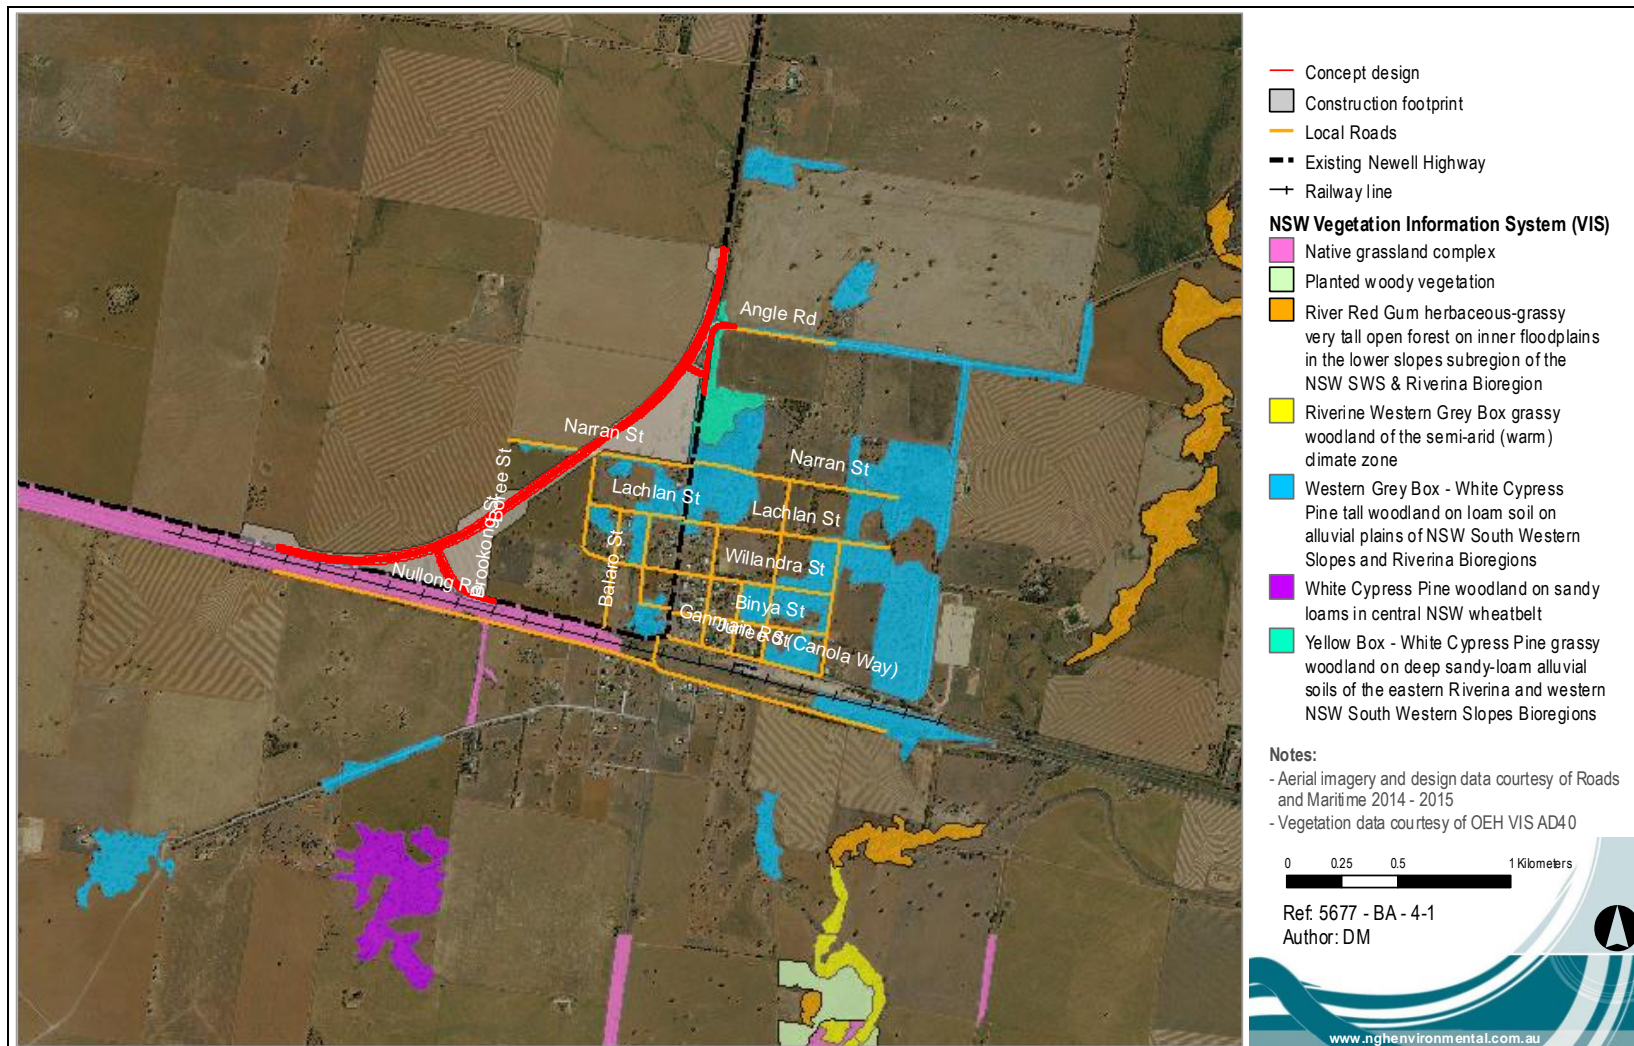 Angle Rd
Narran St
Narran St
Boree St
Lachlan St
Lachlan St
Brookong St
Balaro St
Willandra St
Nullong Rd
Binya St
Ganmain Rd (Canola Way)
Junee St
Concept design
Construction footprint
Local Roads
Existing Newell Highway
Railway line
NSW Vegetation Information System (VIS)
Native grassland complex
Planted woody vegetation
River Red Gum herbaceous-grassy
very tall open forest on inner floodplains
in the lower slopes subregion of the
NSW SWS & Riverina Bioregion
Riverine Western Grey Box grassy
woodland of the semi-arid (warm)
climate zone
Western Grey Box - White Cypress
Pine tall woodland on loam soil on
alluvial plains of NSW South Western
Slopes and Riverina Bioregions
White Cypress Pine woodland on sandy
loams in central NSW wheatbelt
Yellow Box - White Cypress Pine grassy
woodland on deep sandy-loam alluvial
soils of the eastern Riverina and western
NSW South Western Slopes Bioregions
Notes:
- Aerial imagery and design data courtesy of Roads
and Maritime 2014 - 2015
- Vegetation data courtesy of OEH VIS AD40
0 0.25 0.5 1 Kilometers
Ref: 5677 - BA - 4-1
Author: DM
www.nghenvironmental.com.au